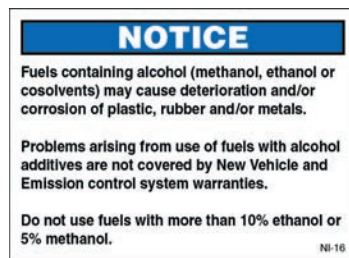 NOTICE
Fuels containing alcohol (methanol, ethanol or
cosolvents) may cause deterioration and/or
corrosion of plastic, rubber and/or metals.
Problems arising from use of fuels with alcohol
additives are not covered by New Vehicle and
Emission control system warranties.
Do not use fuels with more than 10% ethanol or
5% methanol.
NI-16